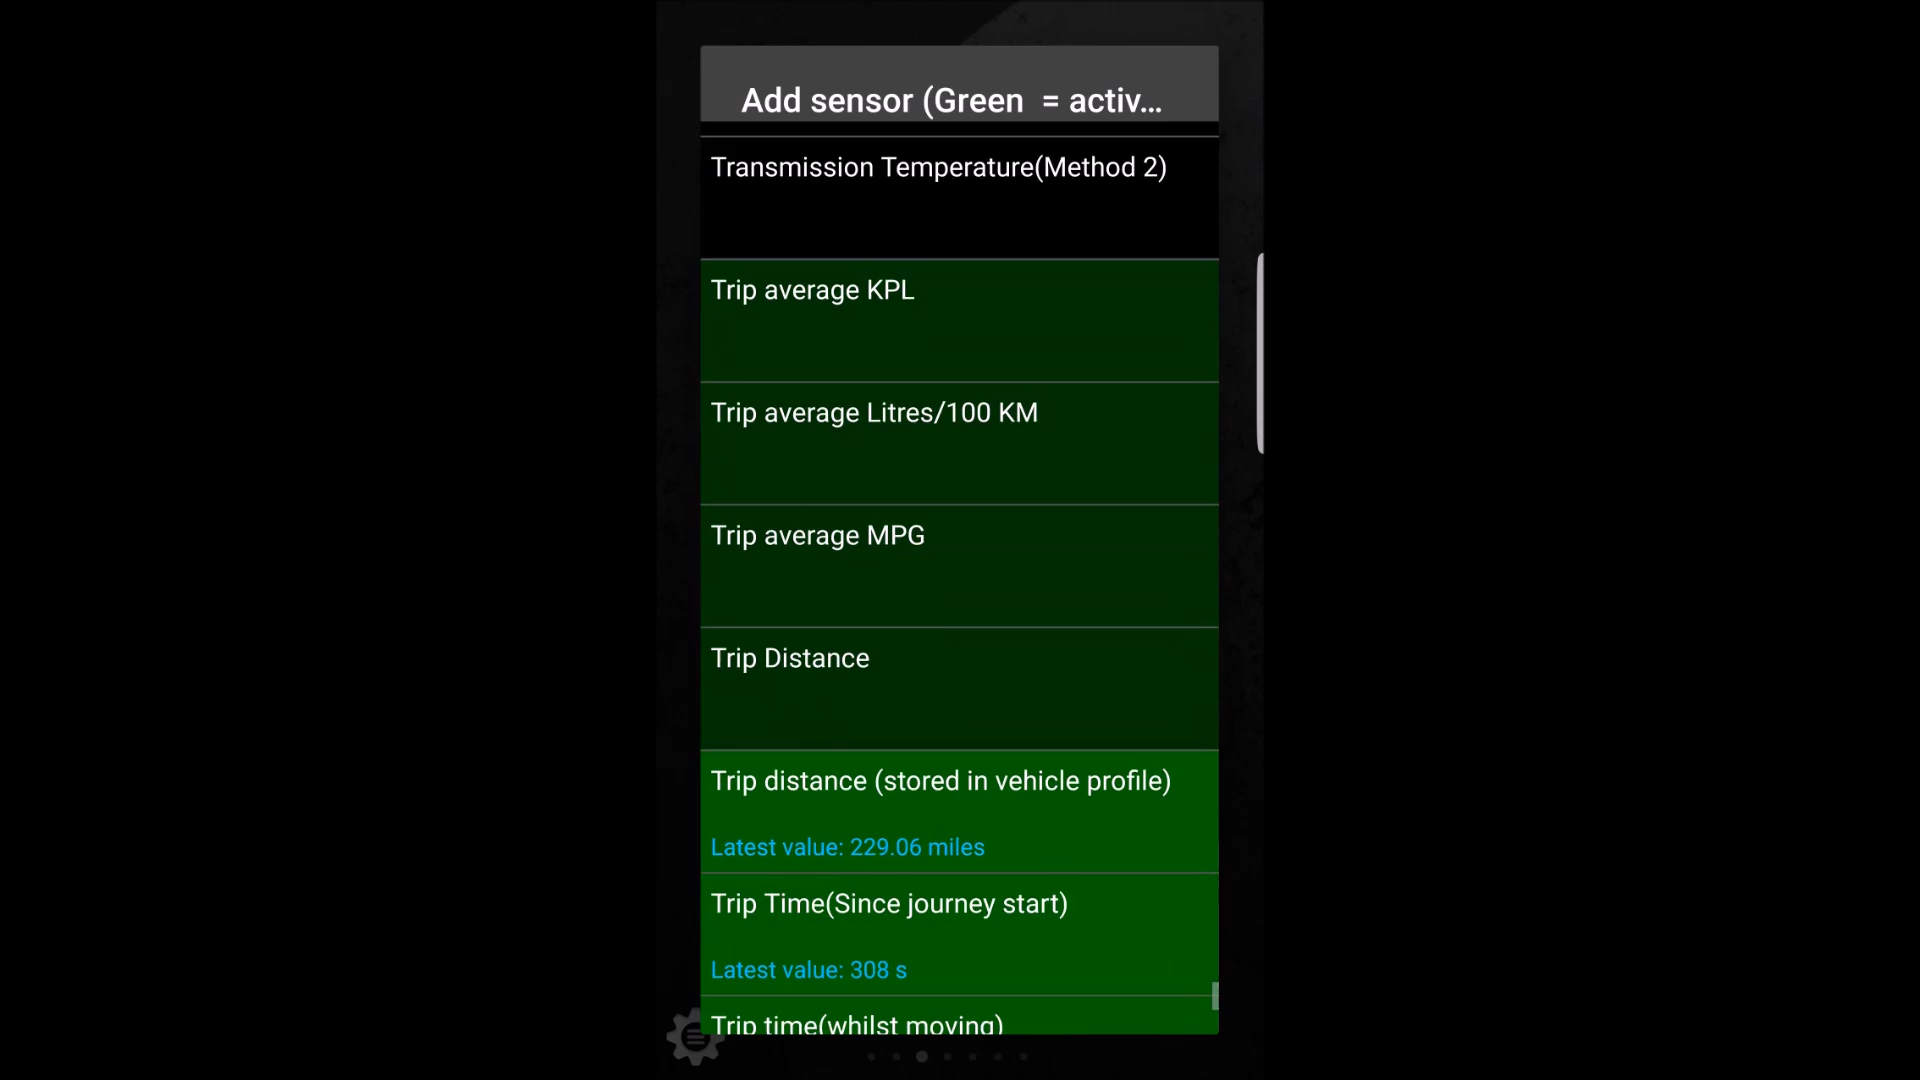 Add sensor (Green  = activ...
Transmission Temperature(Method 2)
Trip average KPL
Trip average Litres/100 KM
Trip average MPG
Trip Distance
Trip distance (stored in vehicle profile)
Latest value: 229.06 miles
Trip Time(Since journey start)
Latest value: 308 s
Trip time(whilst moving)